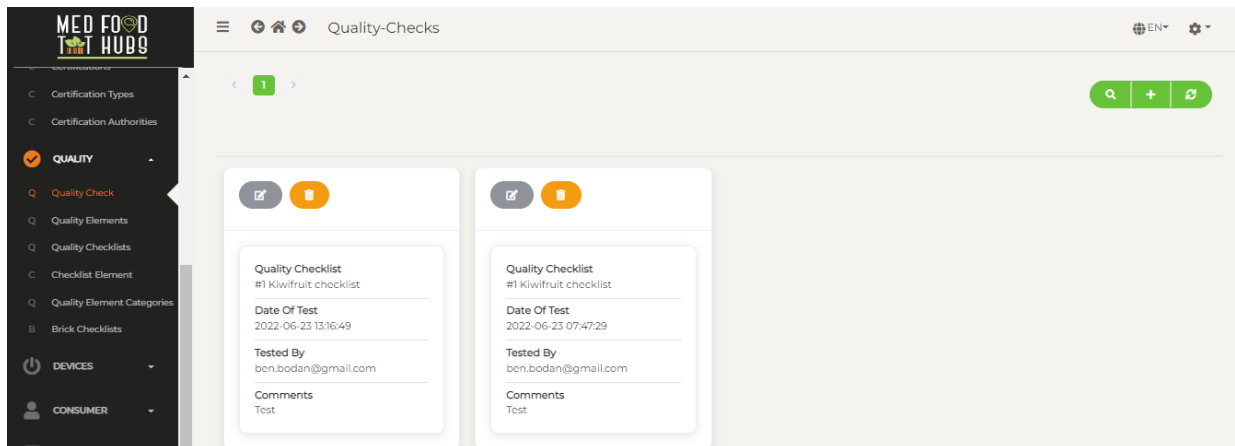 MED FOOD
TTT HUBS
Quality-Checks
EN
Certification Types
Certification Authorities
QUALITY
Quality Check
Quality Elements
Quality Checklists
Checklist Element
Quality Element Categories
Brick Checklists
DEVICES
CONSUMER
1
Quality Checklist
#1 Kiwifruit checklist
Date Of Test
2022-06-23 13:16:49
Tested By
ben.bodan@gmail.com
Comments
Test
Quality Checklist
#1 Kiwifruit checklist
Date Of Test
2022-06-23 07:47:29
Tested By
ben.bodan@gmail.com
Comments
Test